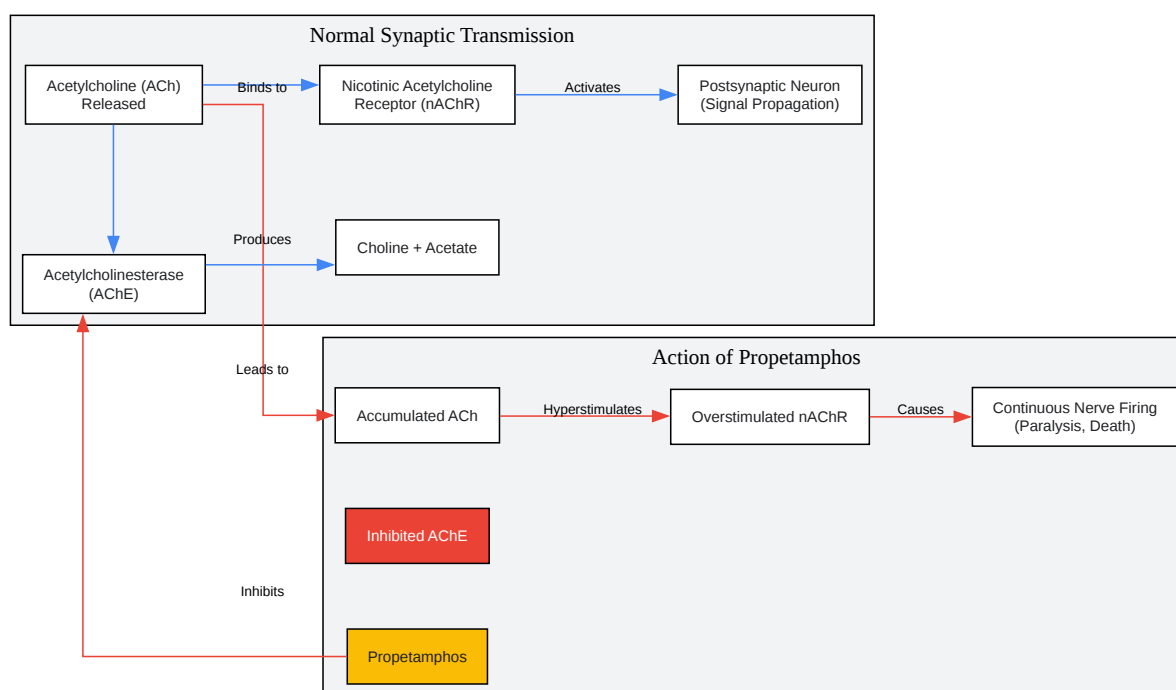 Normal Synaptic Transmission
Acetylcholine (ACh)
Released
Binds to
Nicotinic Acetylcholine
Receptor (nAChR)
Activates
Postsynaptic Neuron
(Signal Propagation)
Acetylcholinesterase
(AChE)
Produces
Choline + Acetate
Action of Propetamphos
Leads to
Accumulated ACh
Hyperstimulates
Overstimulated nAChR
Causes
Continuous Nerve Firing
(Paralysis, Death)
Inhibited AChE
Inhibits
Propetamphos